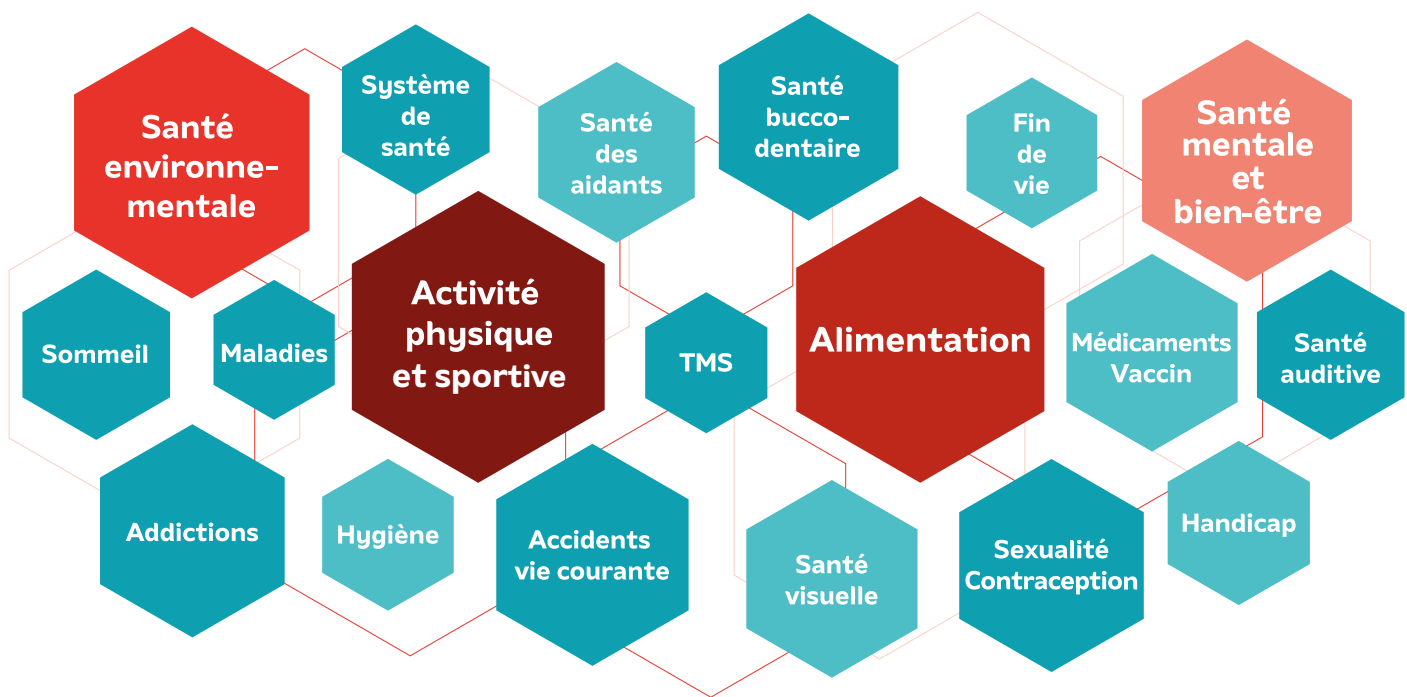 Santé
environne-
mentale
Système
de
santé
Santé
des
aidants
Santé
bucco-
dentaire
Fin
de
vie
Santé
mentale
et
bien-être
Sommeil
Maladies
Activité
physique
et sportive
TMS
Alimentation
Médicaments
Vaccin
Santé
auditive
Addictions
Hygiène
Accidents
vie courante
Santé
visuelle
Sexualité
Contraception
Handicap